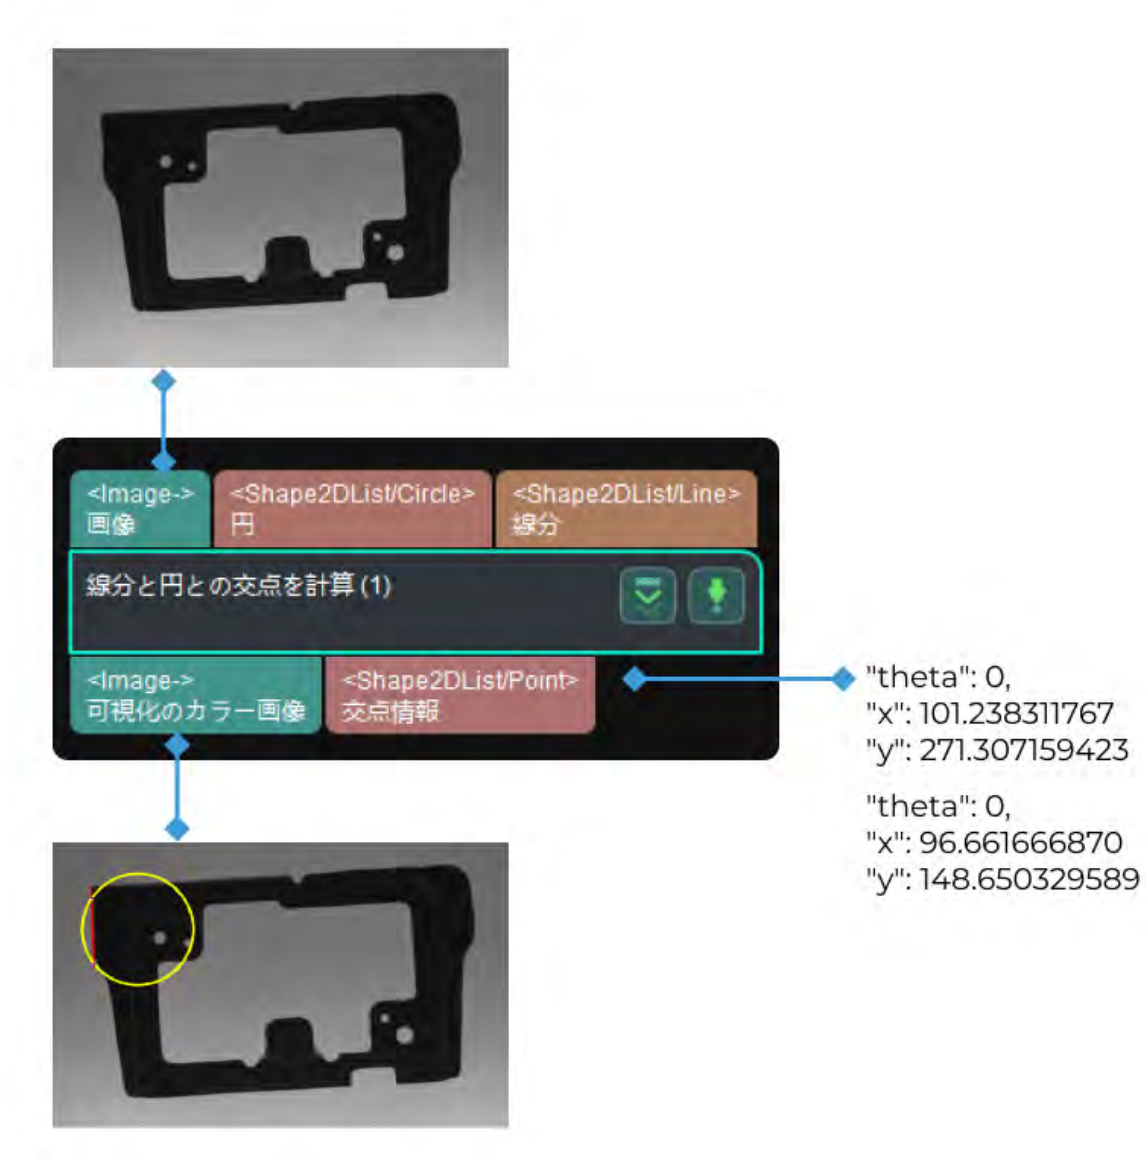 <Image->
画像
<Shape2DList/Circle>
円
<Shape2DList/Line>
線分
線分と円との交点を計算 (1)
<Image->
可視化のカラー画像
<Shape2DList/Point>
交点情報
"theta": 0,
"x": 101.238311767
"y": 271.307159423
"theta": 0,
"x": 96.661666870
"y": 148.650329589